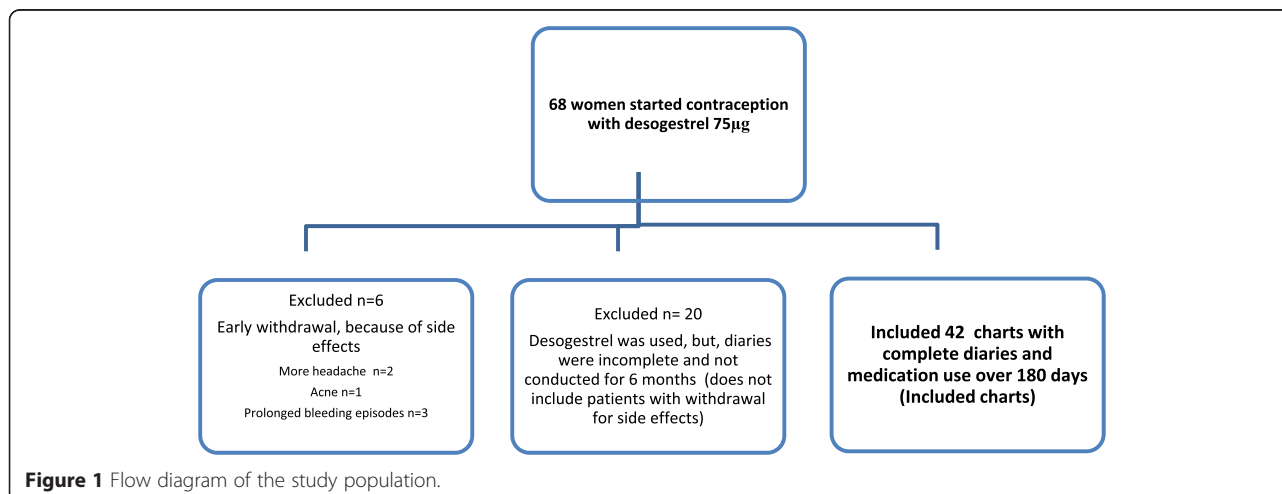 68 women started contraception
with desogestrel 75µg
Excluded n=6
Early withdrawal, because of side
effects
More headache n=2
Acne n=1
Prolonged bleeding episodes n=3
Excluded n= 20
Desogestrel was used, but, diaries
were incomplete and not
conducted for 6 months (does not
include patients with withdrawal
for side effects)
Included 42 charts with
complete diaries and
medication use over 180 days
(Included charts)
Figure 1 Flow diagram of the study population.